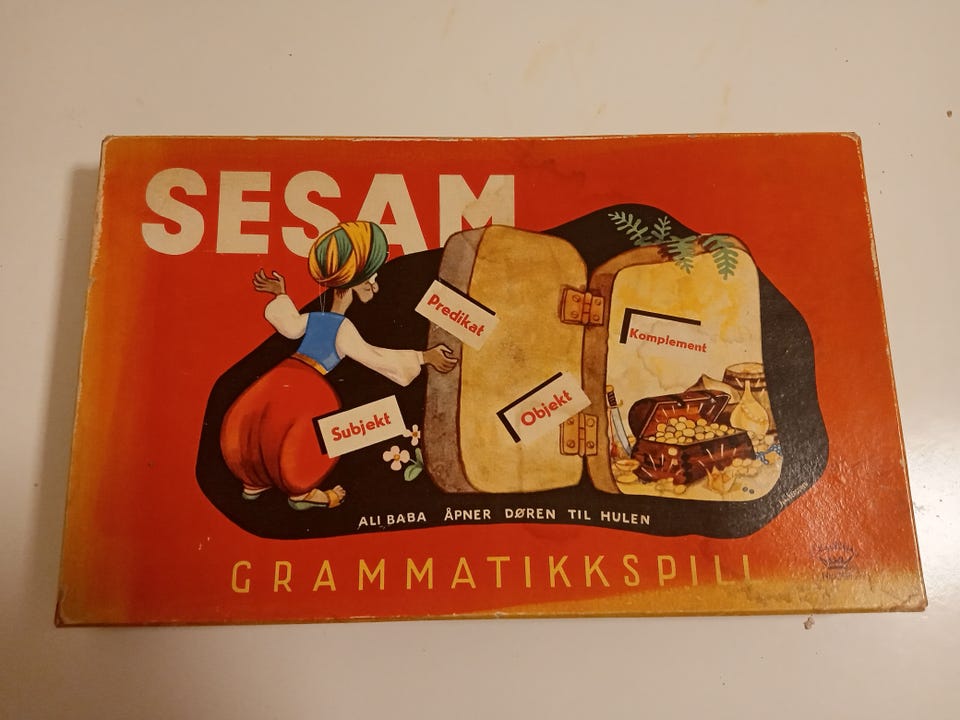 SESAM
Predikat
Komplement
Objekt
Subjekt
ALI BABA ÅPNER DØREN TIL HULEN
GRAMMATIKKSPILL